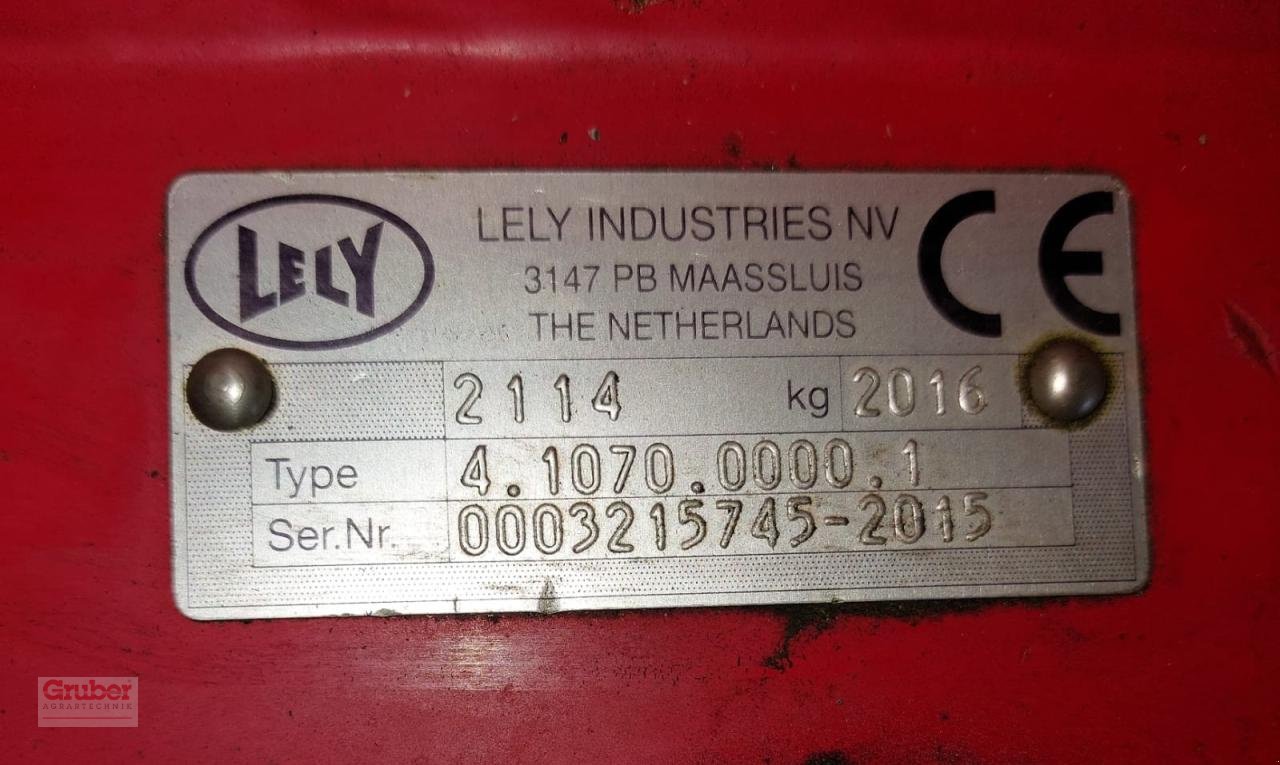 LELY
LELY INDUSTRIES NV
3147 PB MAASSLUIS
THE NETHERLANDS
CE
2114 kg 2016
Type 4.1070.0000.1
Ser.Nr. 0003215745-2015
Gruber
AGRARTECHNIK